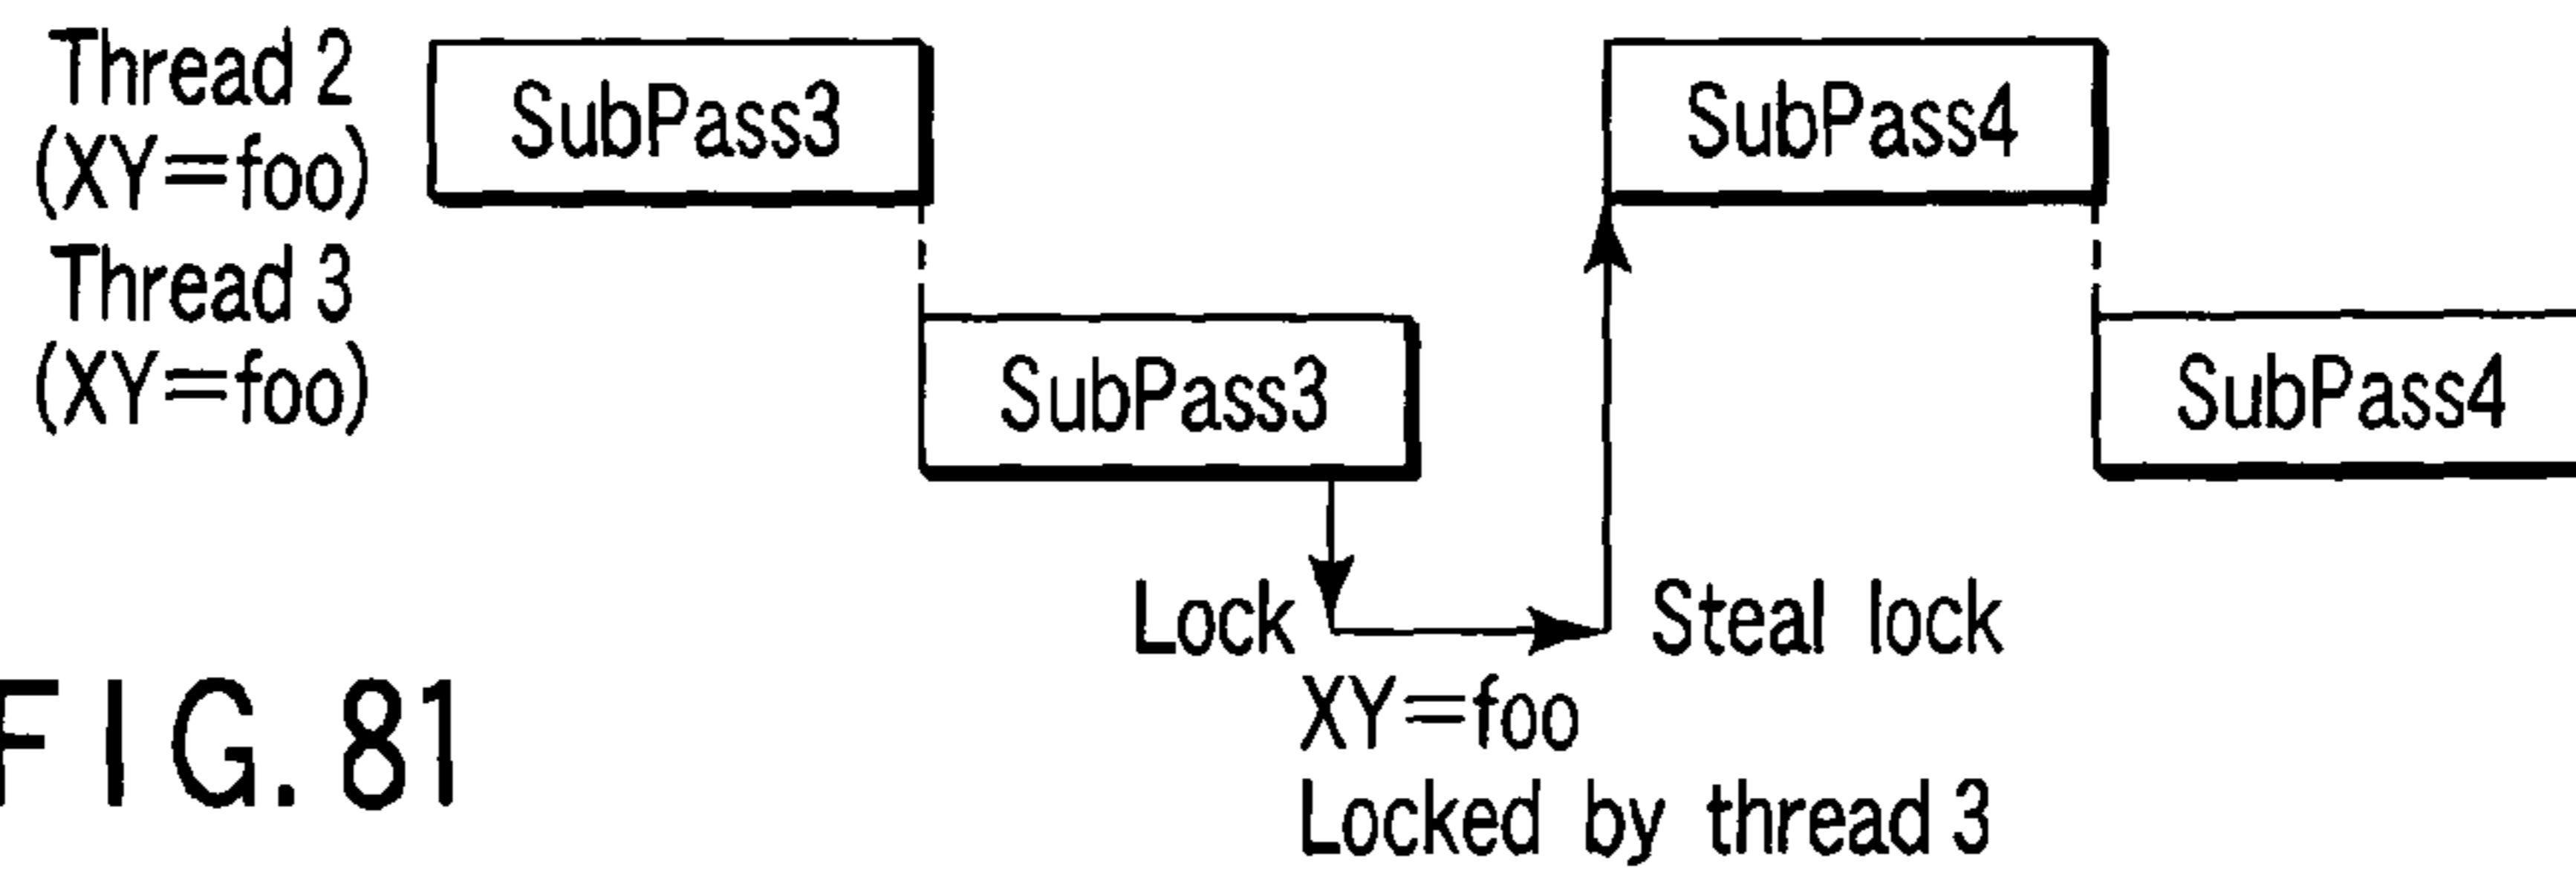 Thread 2
(XY=foo)
SubPass3
SubPass4
Thread 3
(XY=foo)
SubPass3
SubPass4
Lock
Steal lock
XY=foo
Locked by thread 3
FIG. 81